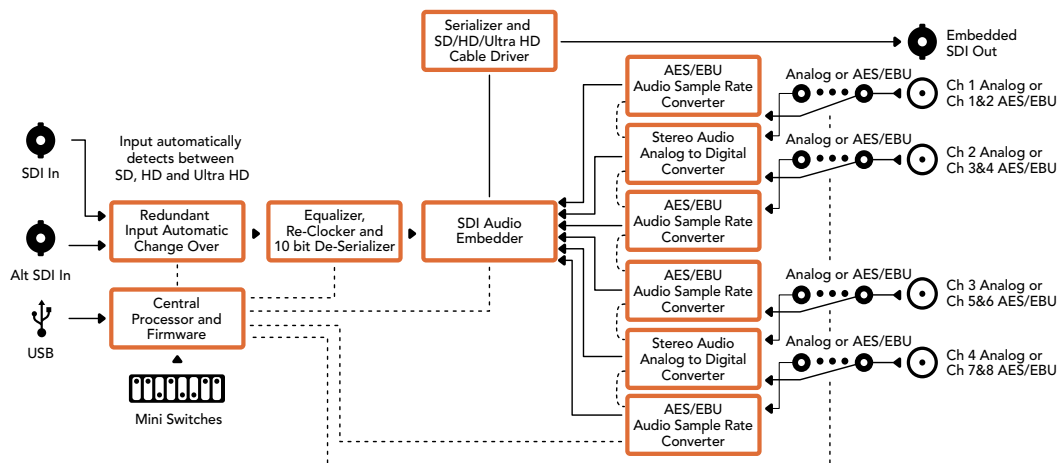 Serializer and
SD/HD/Ultra HD
Cable Driver
Embedded
SDI Out
AES/EBU
Audio Sample Rate
Converter
Analog or AES/EBU
Ch 1 Analog or
Ch 1&2 AES/EBU
SDI In
Input automatically
detects between
SD, HD and Ultra HD
Stereo Audio
Analog to Digital
Converter
Analog or AES/EBU
Ch 2 Analog or
Ch 3&4 AES/EBU
Alt SDI In
Redundant
Input Automatic
Change Over
Equalizer,
Re-Clocker and
10 bit De-Serializer
SDI Audio
Embedder
AES/EBU
Audio Sample Rate
Converter
USB
Central
Processor and
Firmware
AES/EBU
Audio Sample Rate
Converter
Analog or AES/EBU
Ch 3 Analog or
Ch 5&6 AES/EBU
Mini Switches
Stereo Audio
Analog to Digital
Converter
Analog or AES/EBU
Ch 4 Analog or
Ch 7&8 AES/EBU
AES/EBU
Audio Sample Rate
Converter